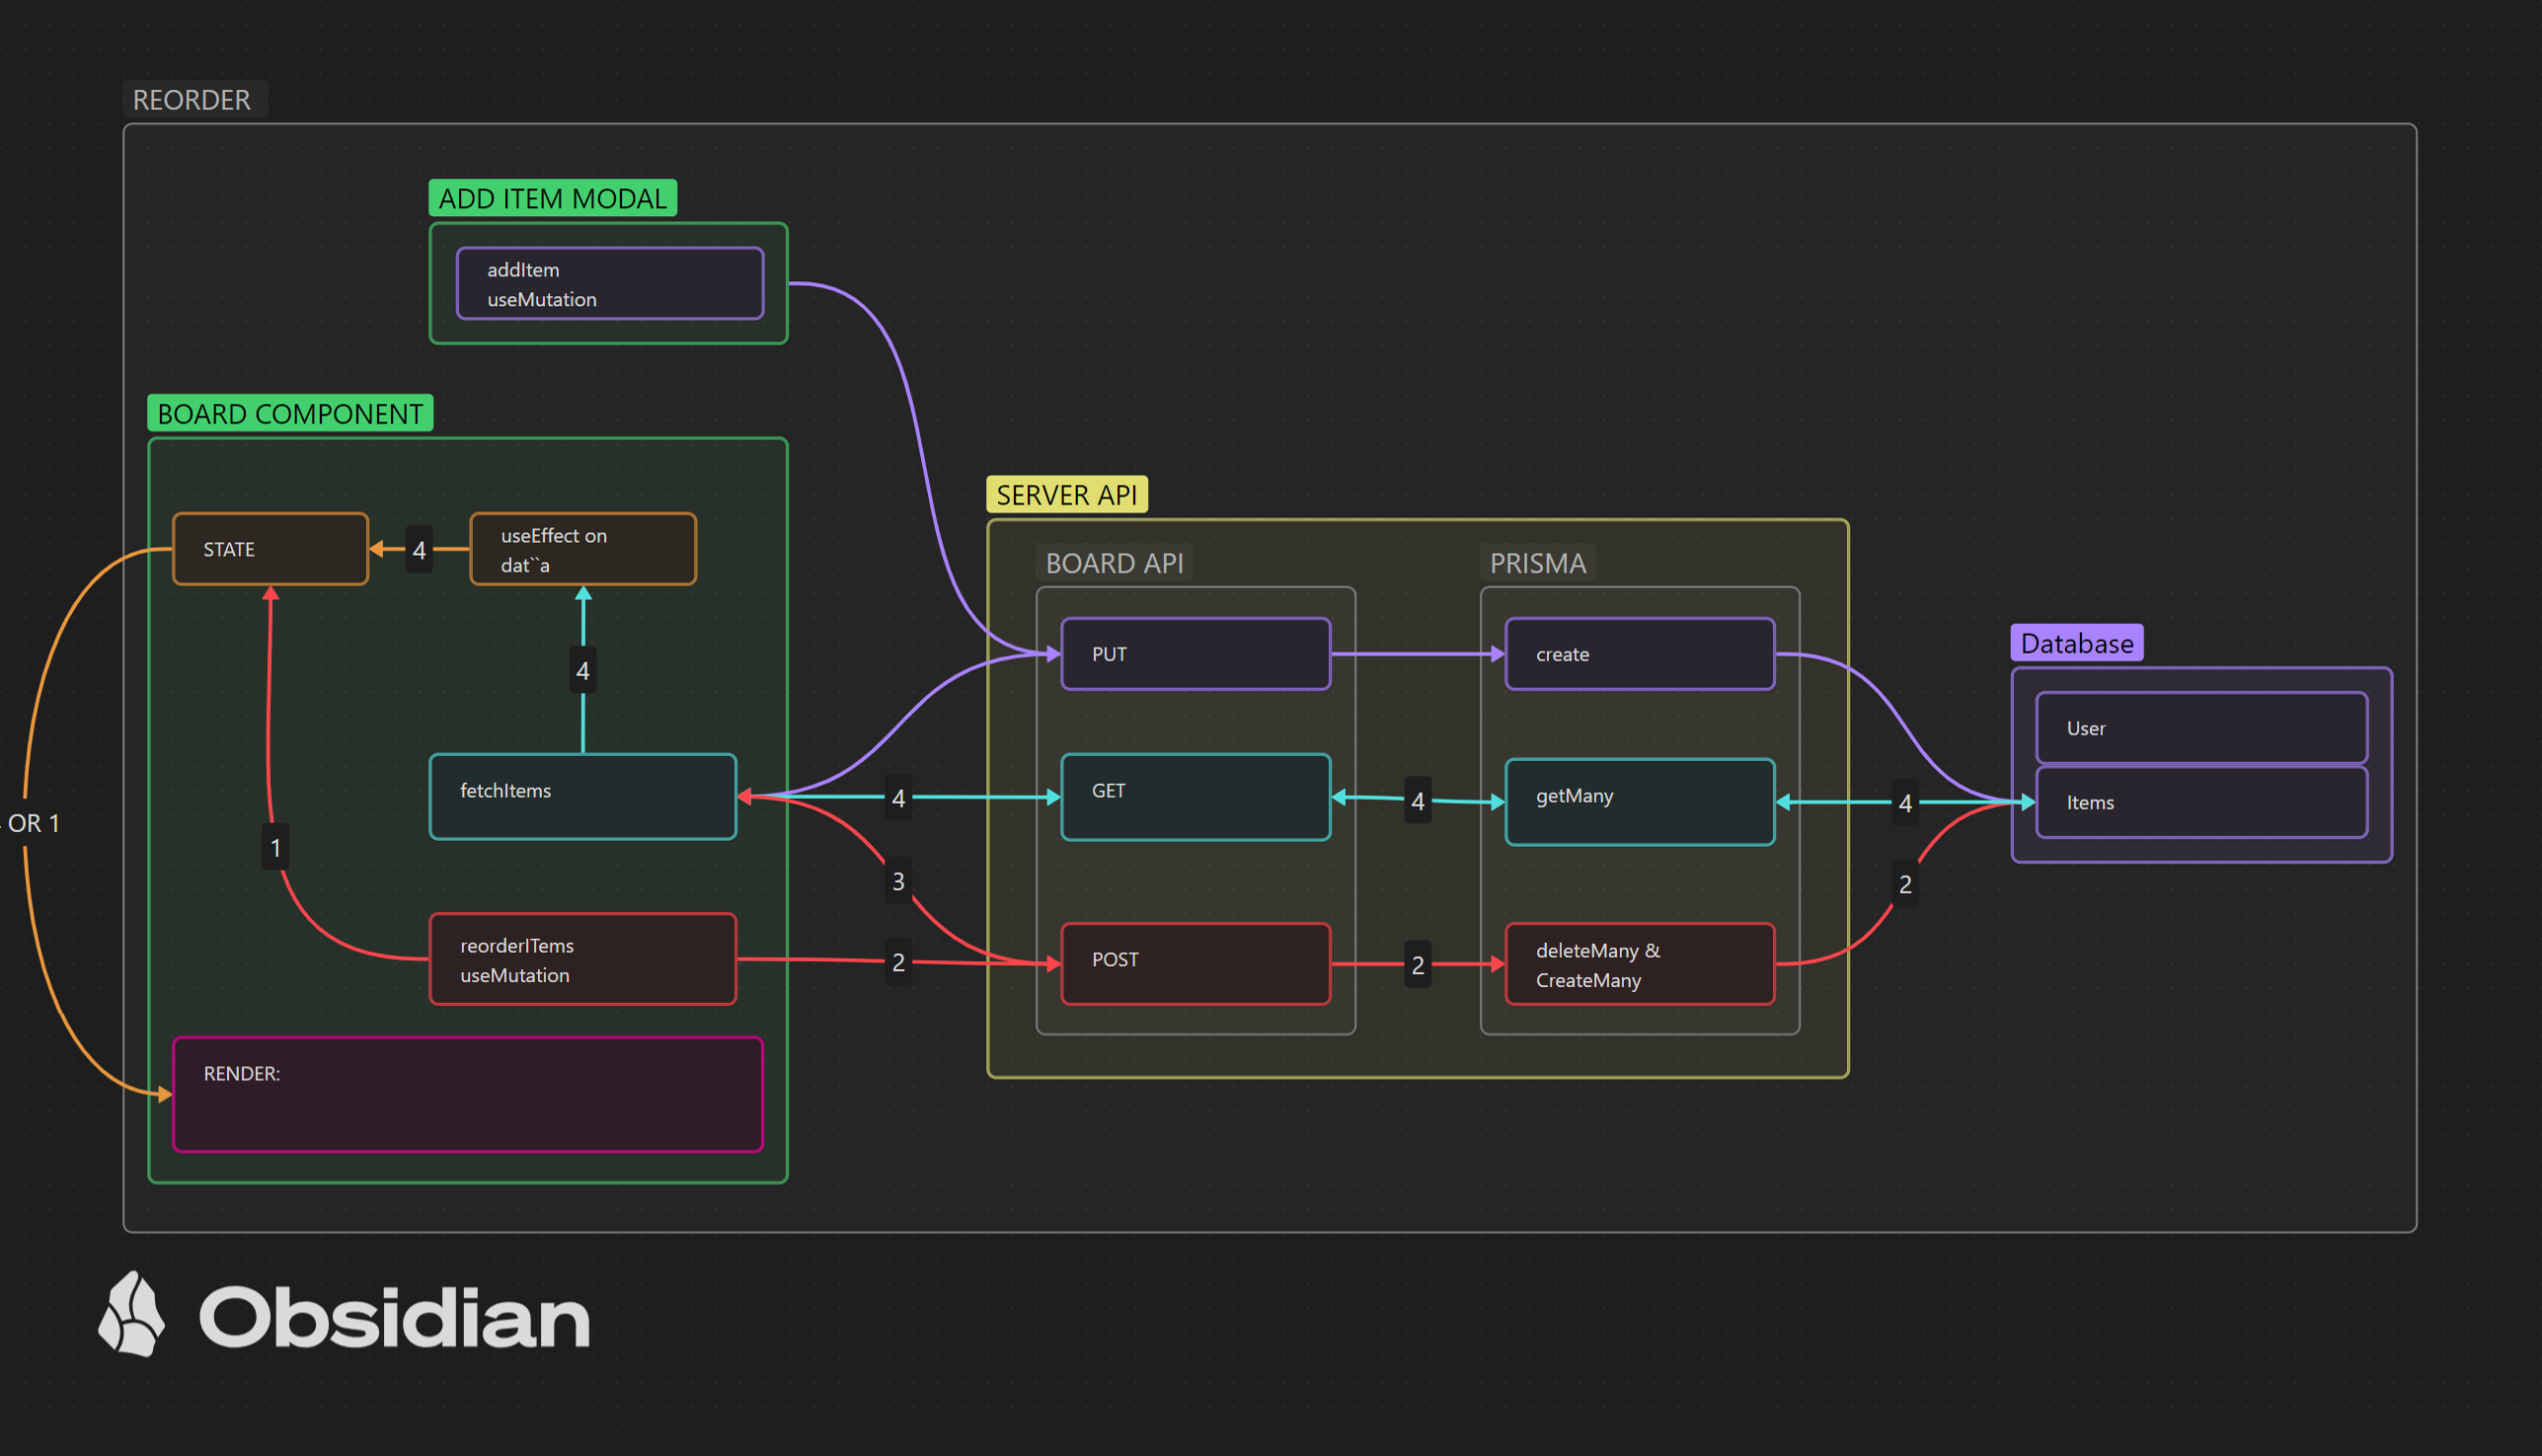 REORDER
ADD ITEM MODAL
addItem
useMutation
BOARD COMPONENT
STATE
4
useEffect on
dat``a
4
fetchItems
OR 1
1
reorderITems
useMutation
RENDER:
4
3
2
SERVER API
BOARD API
PUT
GET
POST
4
2
PRISMA
create
getMany
deleteMany &
CreateMany
4
2
Database
User
Items
Obsidian